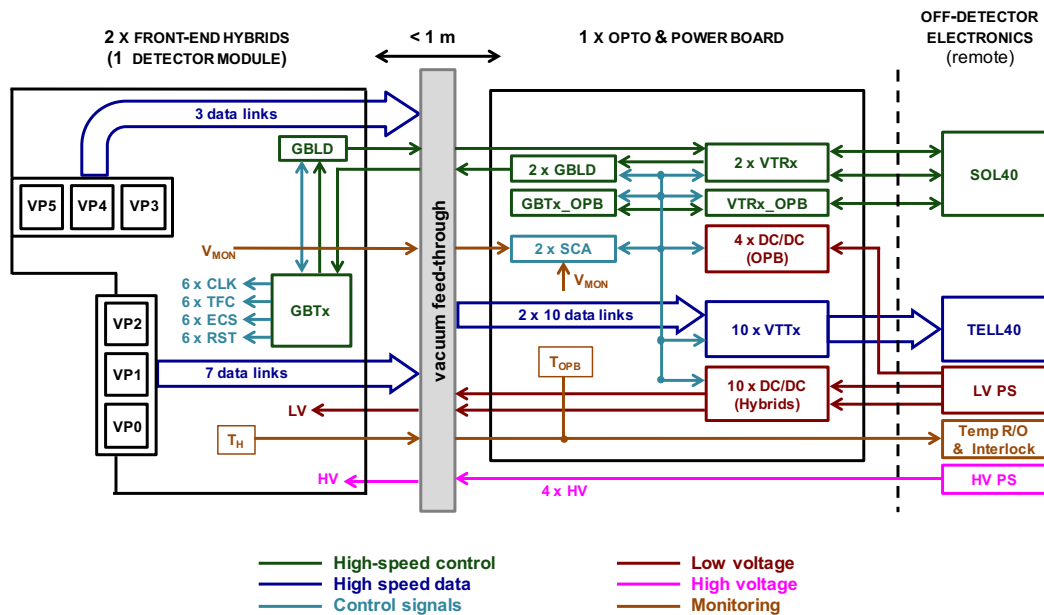 2 x FRONT-END HYBRIDS
(1 DETECTOR MODULE)
< 1 m
1 x OPTO & POWER BOARD
OFF-DETECTOR
ELECTRONICS
(remote)
3 data links
GBLD
VP5
VP4
VP3
VMON
6 x CLK
6 x TFC
6 x ECS
6 x RST
GBTx
VP2
VP1
VP0
7 data links
LV
TH
HV
vacuum feed-through
2 x GBLD
GBTx_OPB
2 x SCA
VMON
2 x VTRx
VTRx_OPB
4 x DC/DC
(OPB)
2 x 10 data links
10 x VTTx
TOPB
10 x DC/DC
(Hybrids)
4 x HV
SOL40
TELL40
LV PS
Temp R/O
& Interlock
HV PS
High-speed control
High speed data
Control signals
Low voltage
High voltage
Monitoring